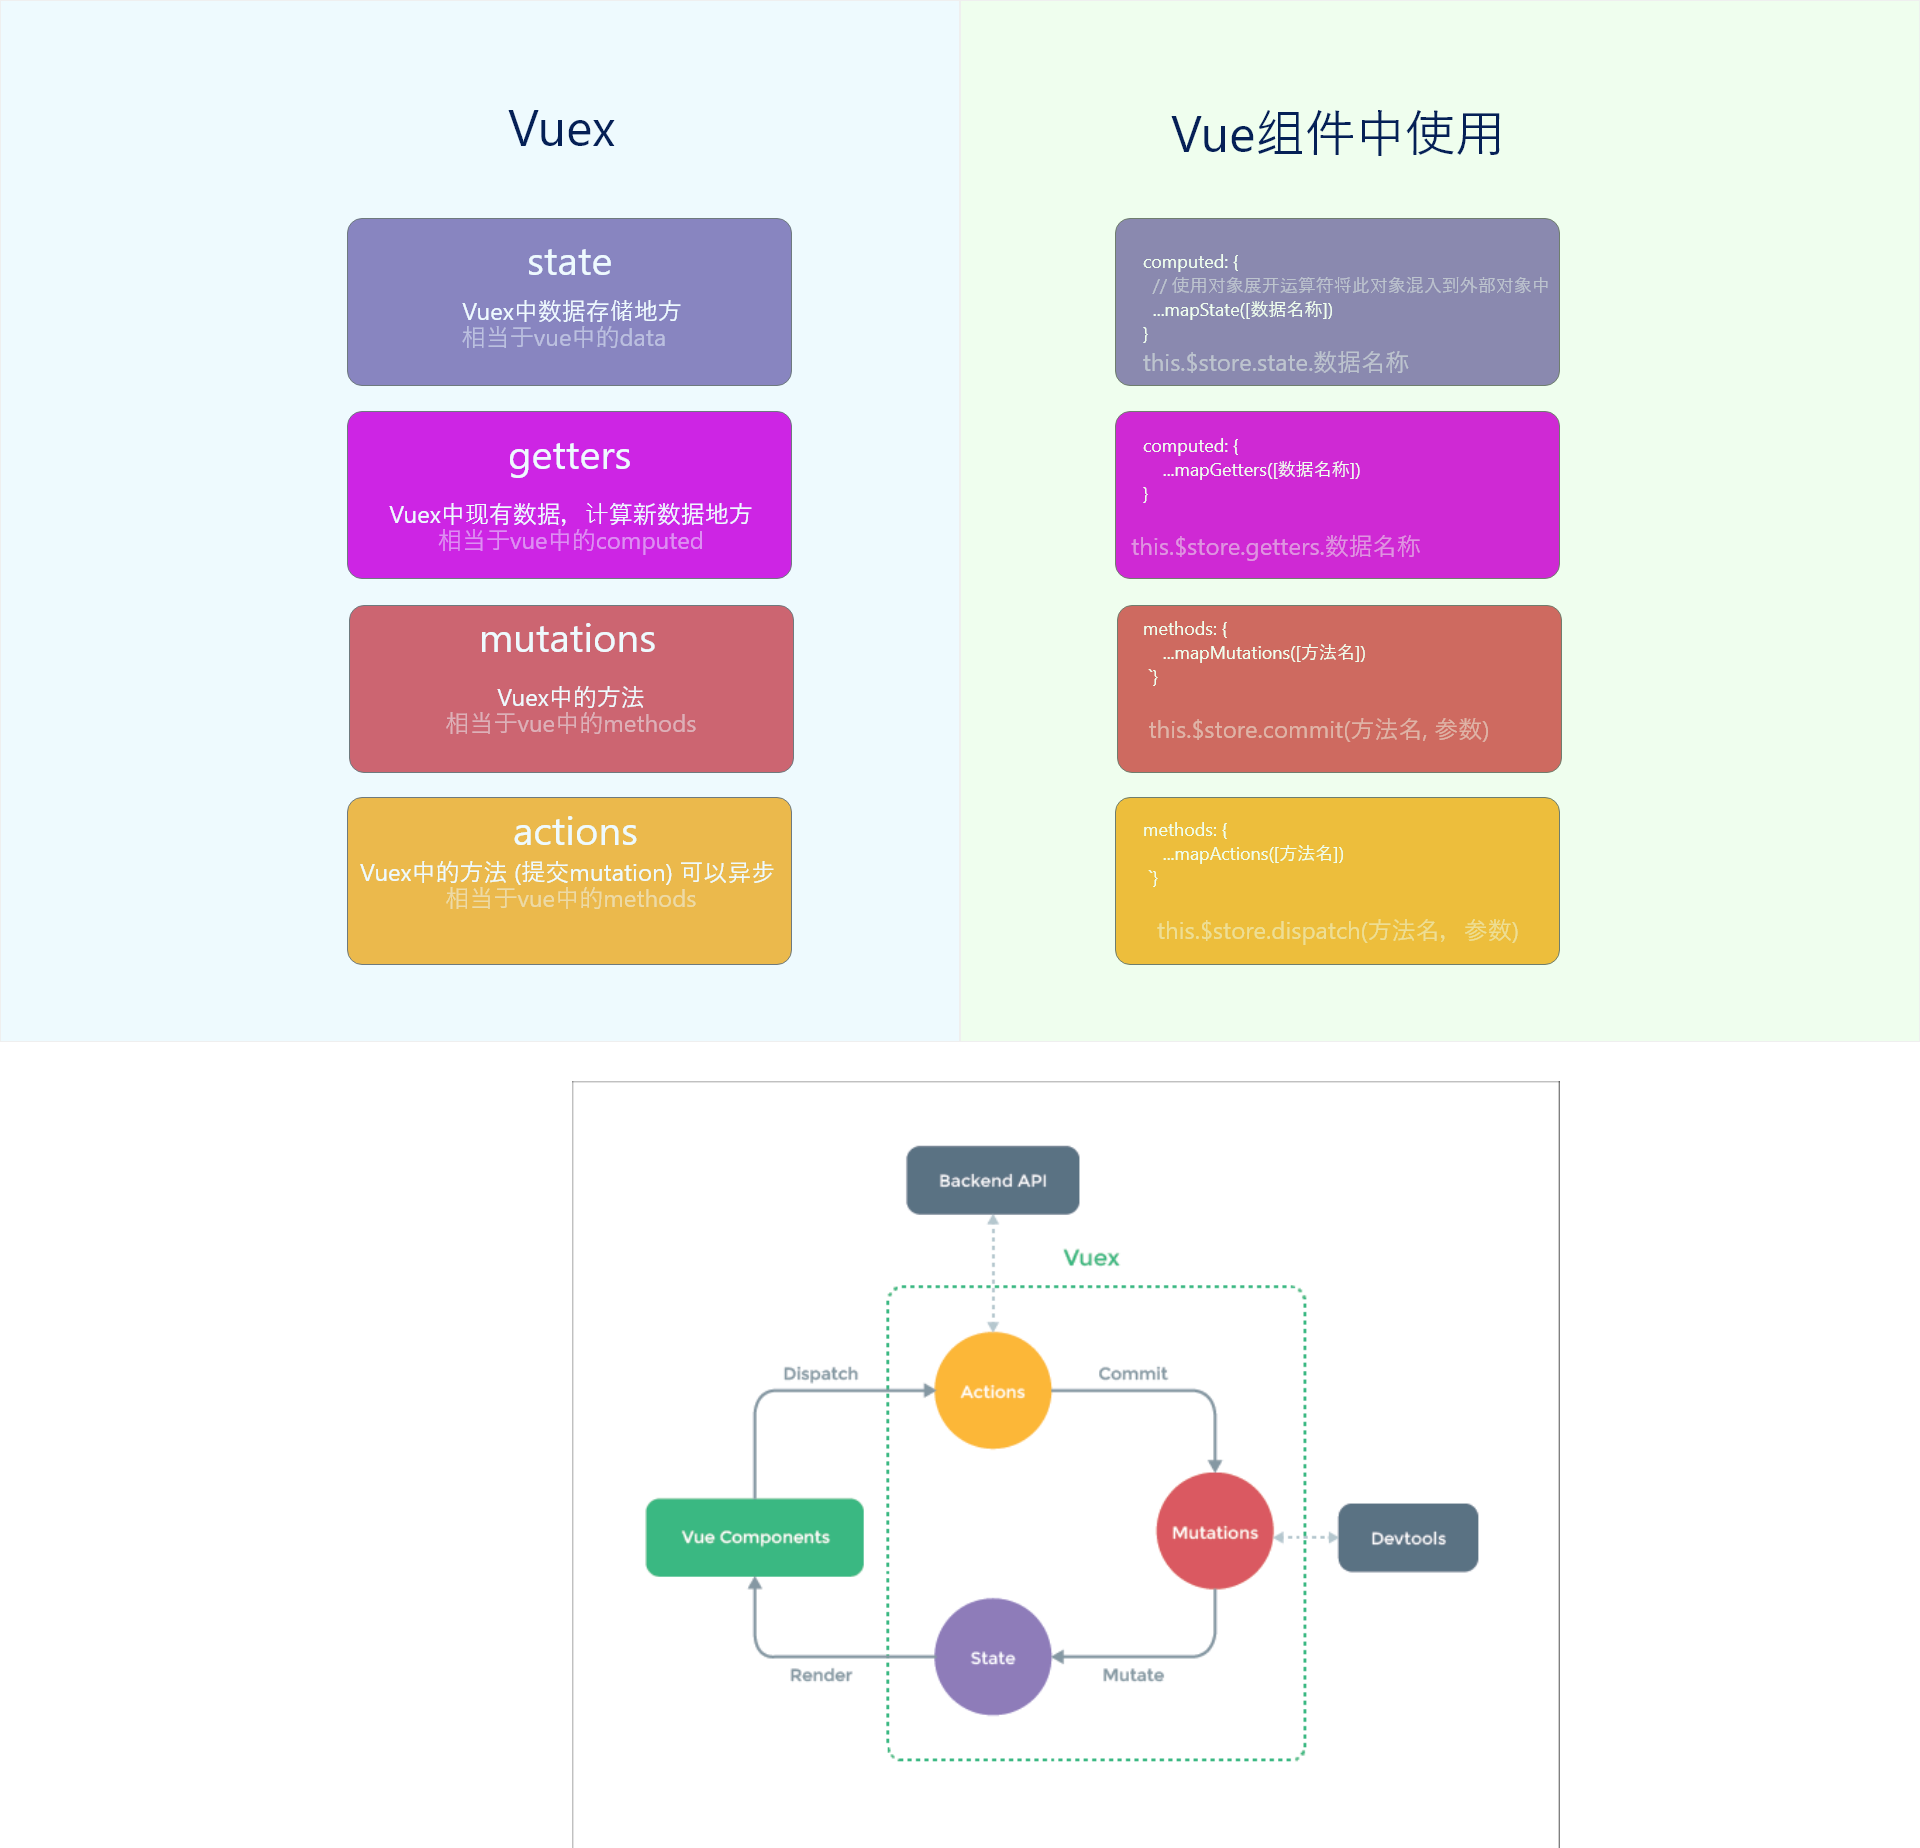 Vuex
state
Vuex中数据存储地方
相当于vue中的data
getters
Vuex中现有数据，计算新数据地方
相当于vue中的computed
mutations
Vuex中的方法
相当于vue中的methods
actions
Vuex中的方法 (提交mutation) 可以异步
相当于vue中的methods
Vue组件中使用
computed: {
// 使用对象展开运算符将此对象混入到外部对象中
...mapState([数据名称])
}
this.$store.state.数据名称
computed: {
...mapGetters([数据名称])
}
this.$store.getters.数据名称
methods: {
...mapMutations([方法名])
`}
this.$store.commit(方法名, 参数)
methods: {
...mapActions([方法名])
`}
this.$store.dispatch(方法名，参数)
Backend API
Vuex
Dispatch
Actions
Commit
Vue Components
Mutations
Devtools
State
Render
Mutate